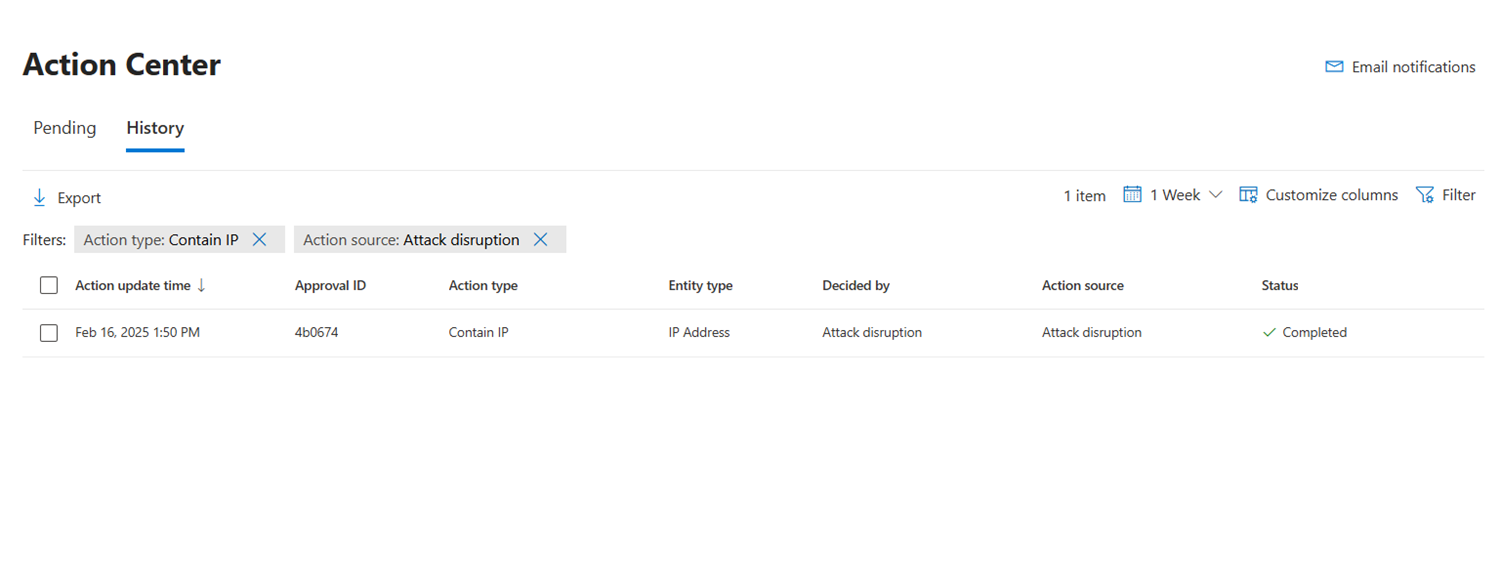 Action Center
Email notifications
Pending History
Export
1 item 1 Week Customize columns Filter
Filters: Action type: Contain IP Action source: Attack disruption
Action update time Approval ID Action type Entity type Decided by Action source Status
Feb 16, 2025 1:50 PM 4b0674 Contain IP IP Address Attack disruption Attack disruption Completed